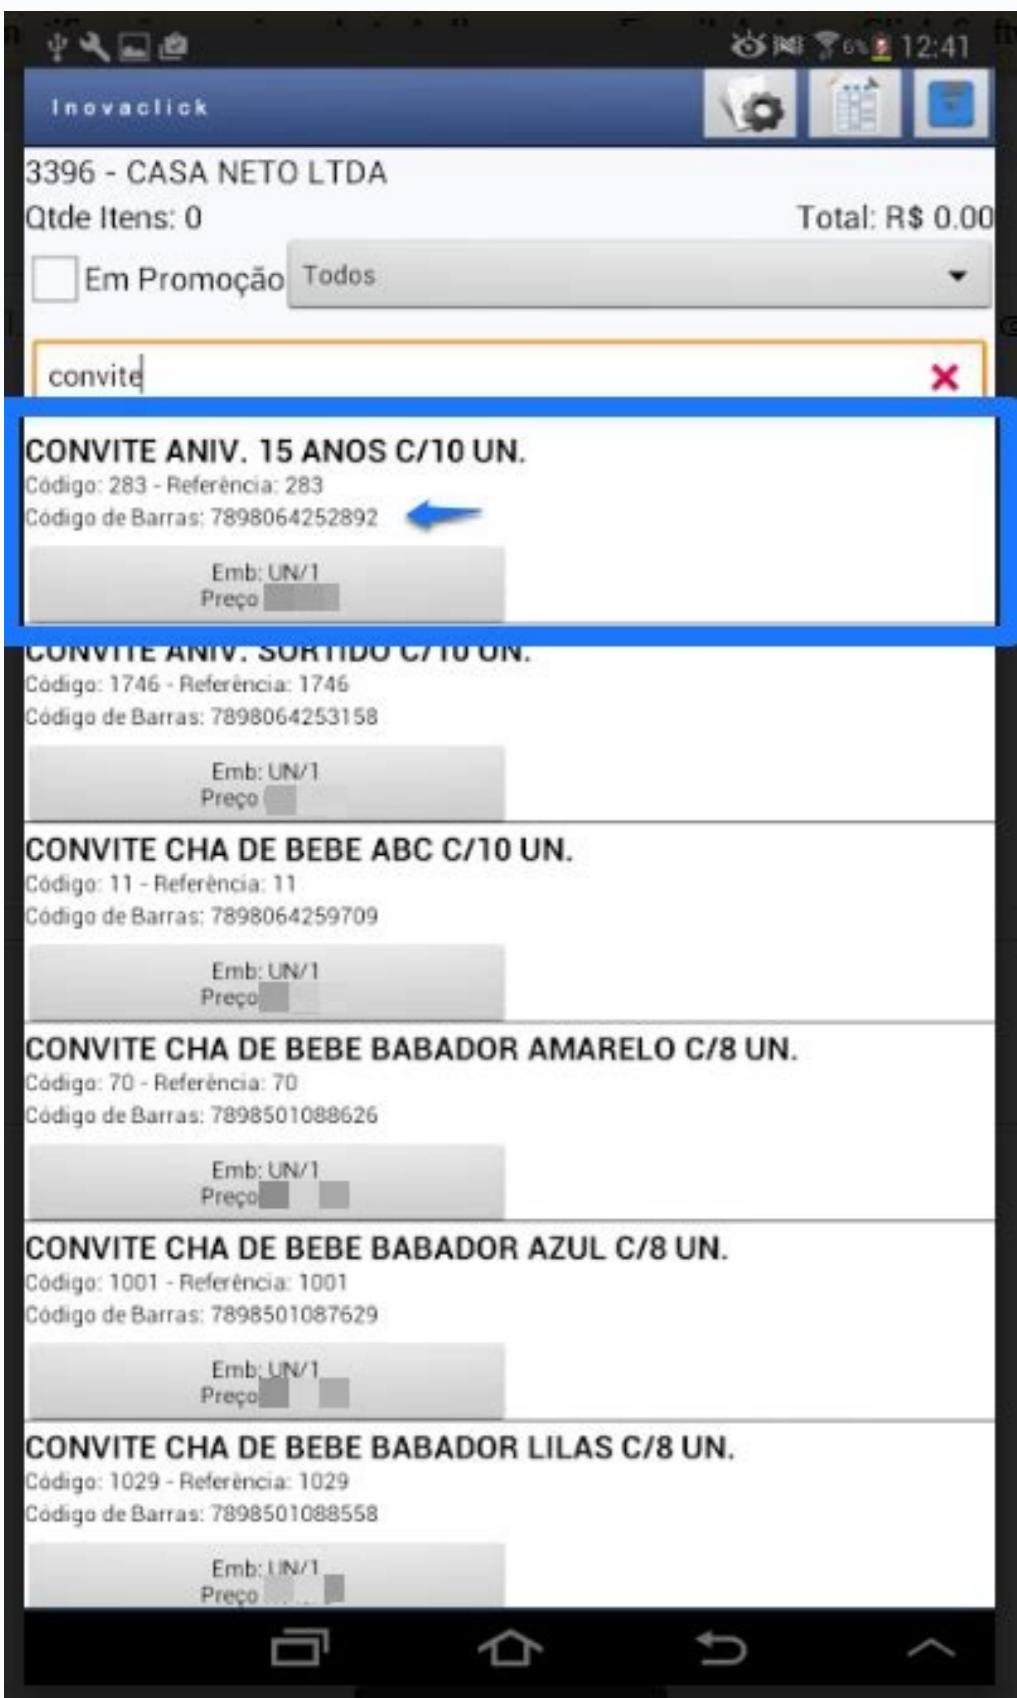 6%
12:41
Inovaclick
3396 - CASA NETO LTDA
Qtde Itens: 0
Total: R$ 0.00
Em Promoção
Todos
convite
CONVITE ANIV. 15 ANOS C/10 UN.
Código: 283 - Referência: 283
Código de Barras: 7898064252892
Emb: UN/1
Preço
CONVITE ANIV. SORTIDO C/10 UN.
Código: 1746 - Referência: 1746
Código de Barras: 7898064253158
Emb: UN/1
Preço
CONVITE CHA DE BEBE ABC C/10 UN.
Código: 11 - Referência: 11
Código de Barras: 7898064259709
Emb: UN/1
Preço
CONVITE CHA DE BEBE BABADOR AMARELO C/8 UN.
Código: 70 - Referência: 70
Código de Barras: 7898501088626
Emb: UN/1
Preço
CONVITE CHA DE BEBE BABADOR AZUL C/8 UN.
Código: 1001 - Referência: 1001
Código de Barras: 7898501087629
Emb: UN/1
Preço
CONVITE CHA DE BEBE BABADOR LILAS C/8 UN.
Código: 1029 - Referência: 1029
Código de Barras: 7898501088558
Emb: UN/1
Preço